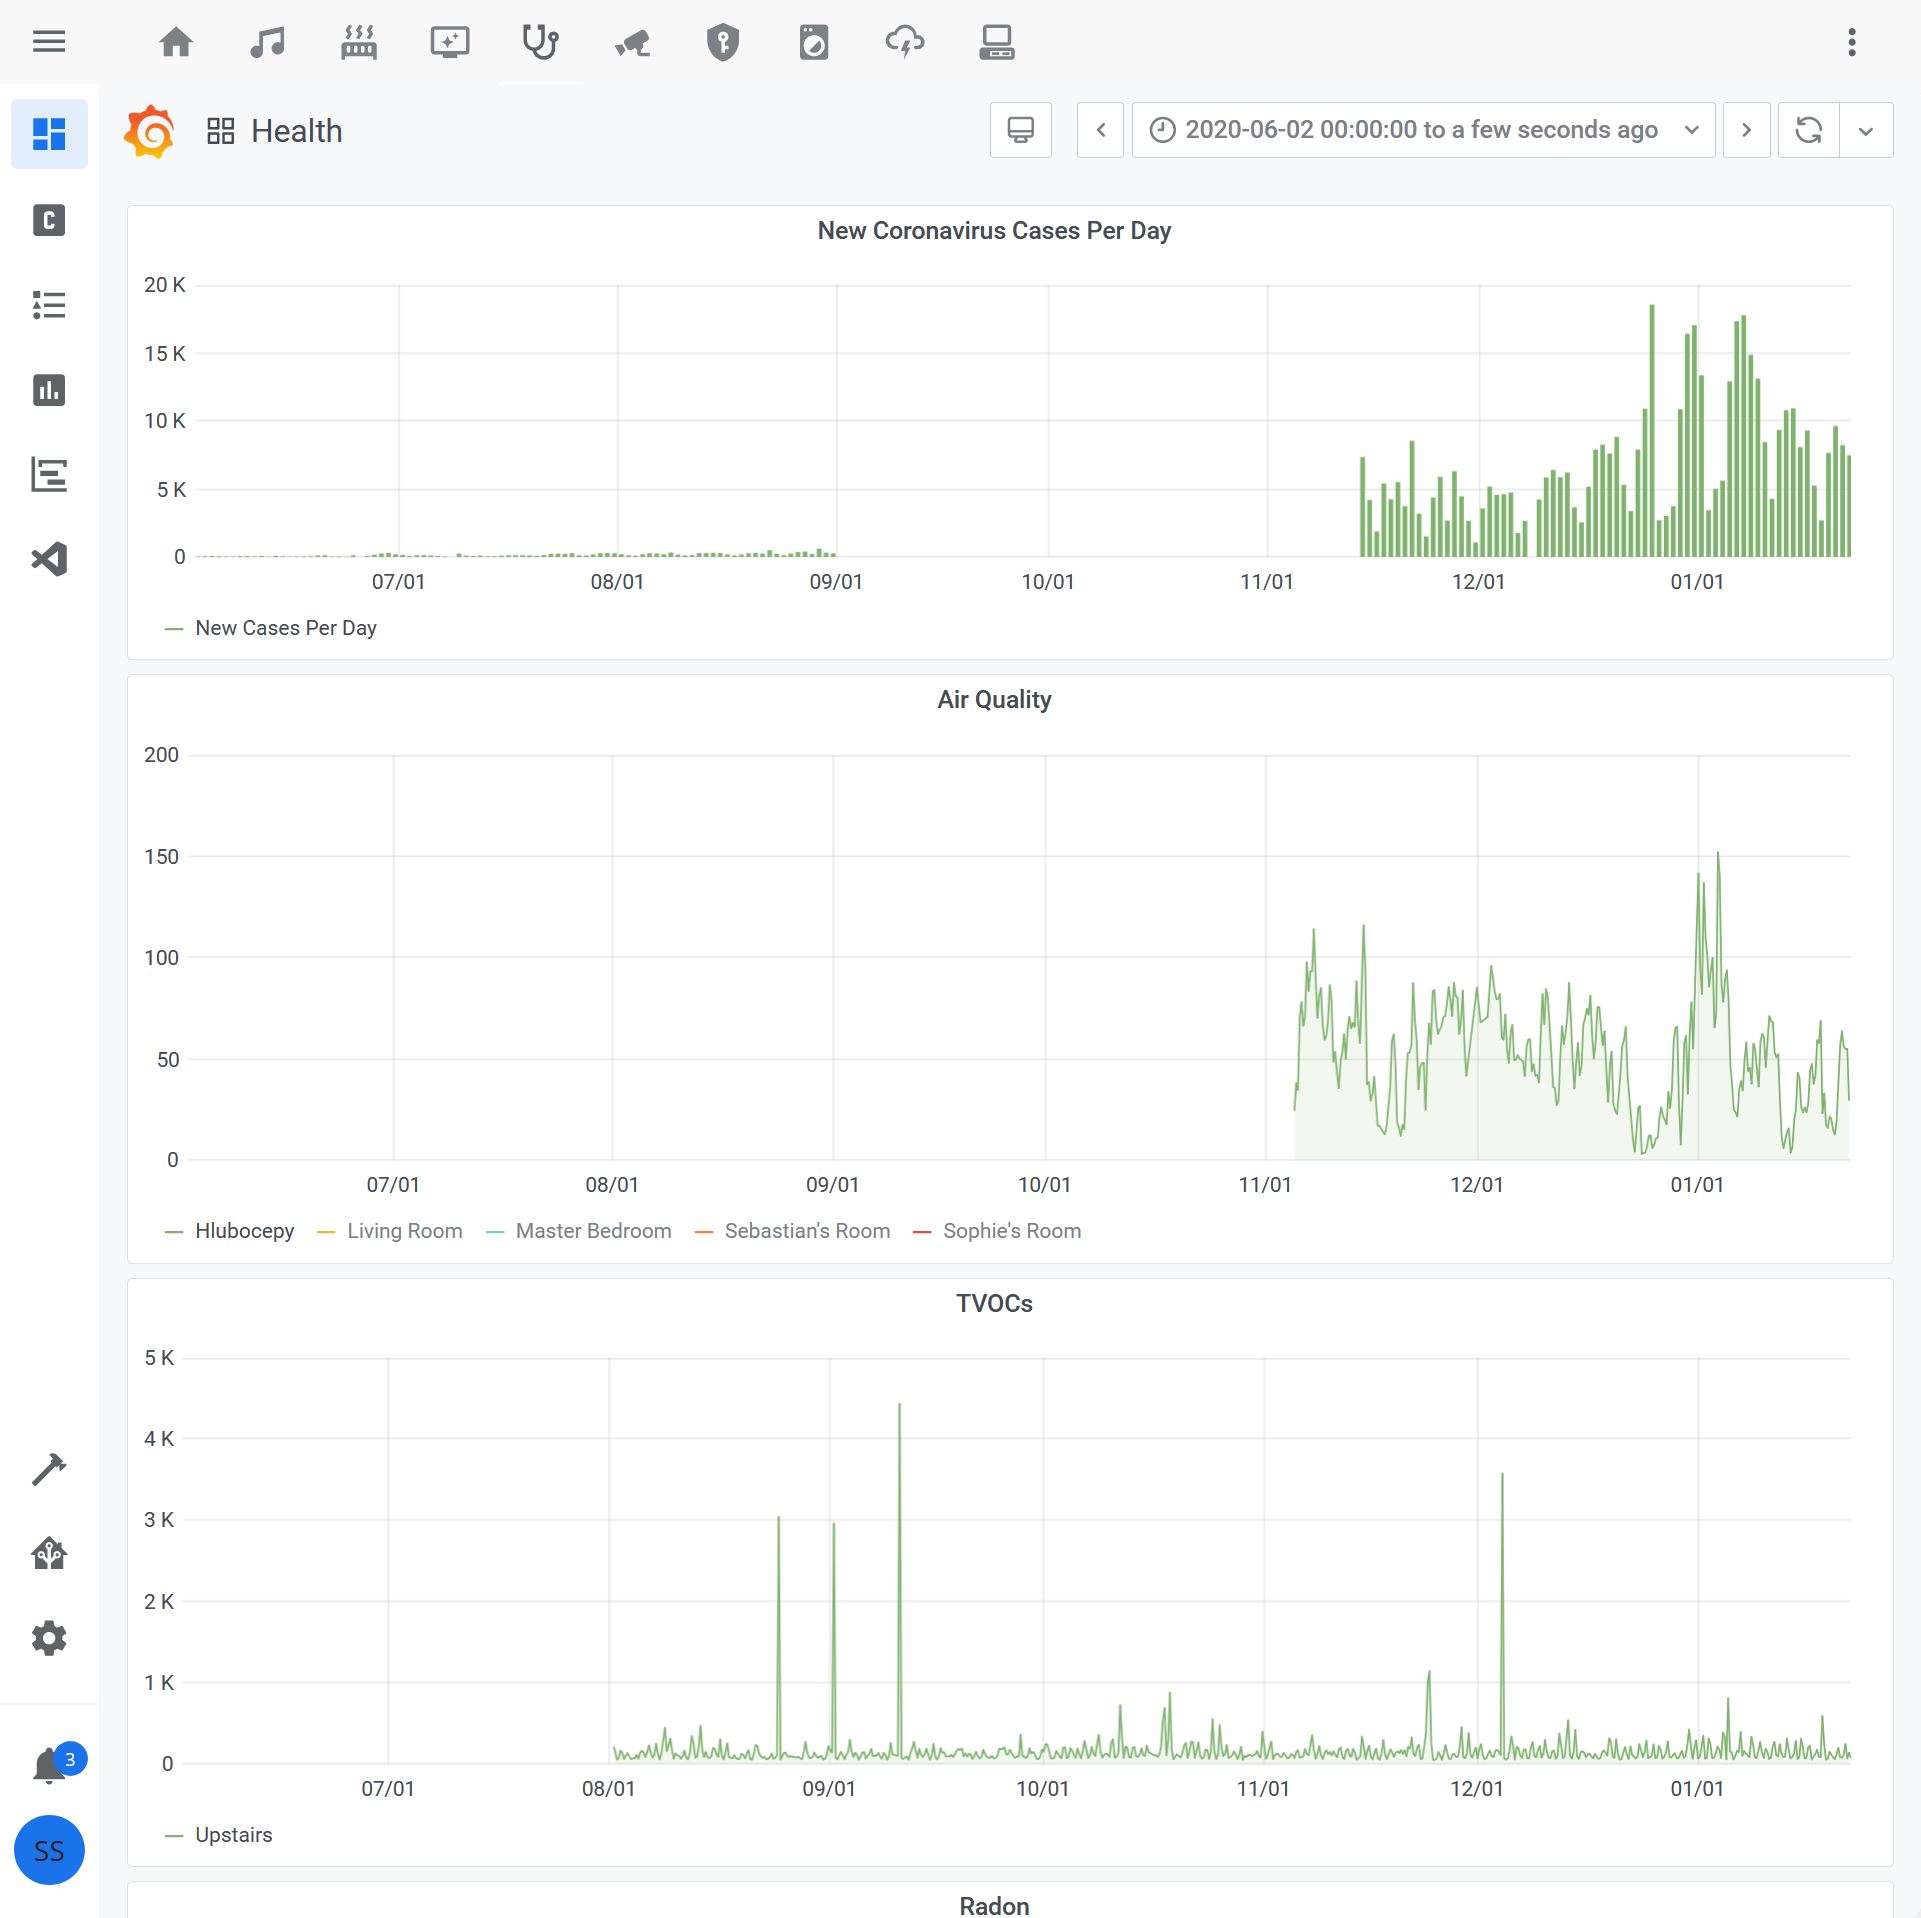 Health
2020-06-02 00:00:00 to a few seconds ago
C
New Coronavirus Cases Per Day
20 K
15 K
10 K
5 K
0
07/01 08/01 09/01 10/01 11/01 12/01 01/01
New Cases Per Day
Air Quality
200
150
100
50
0
07/01 08/01 09/01 10/01 11/01 12/01 01/01
Hlubocepy Living Room Master Bedroom Sebastian's Room Sophie's Room
TVOCs
5 K
4 K
3 K
2 K
1 K
0
07/01 08/01 09/01 10/01 11/01 12/01 01/01
Upstairs
3
SS
Radon